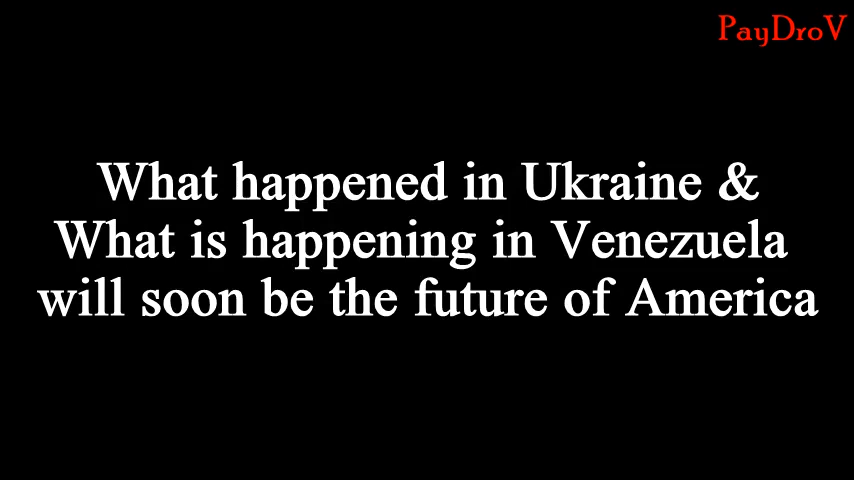 PayDroV
What happened in Ukraine &
What is happening in Venezuela
will soon be the future of America